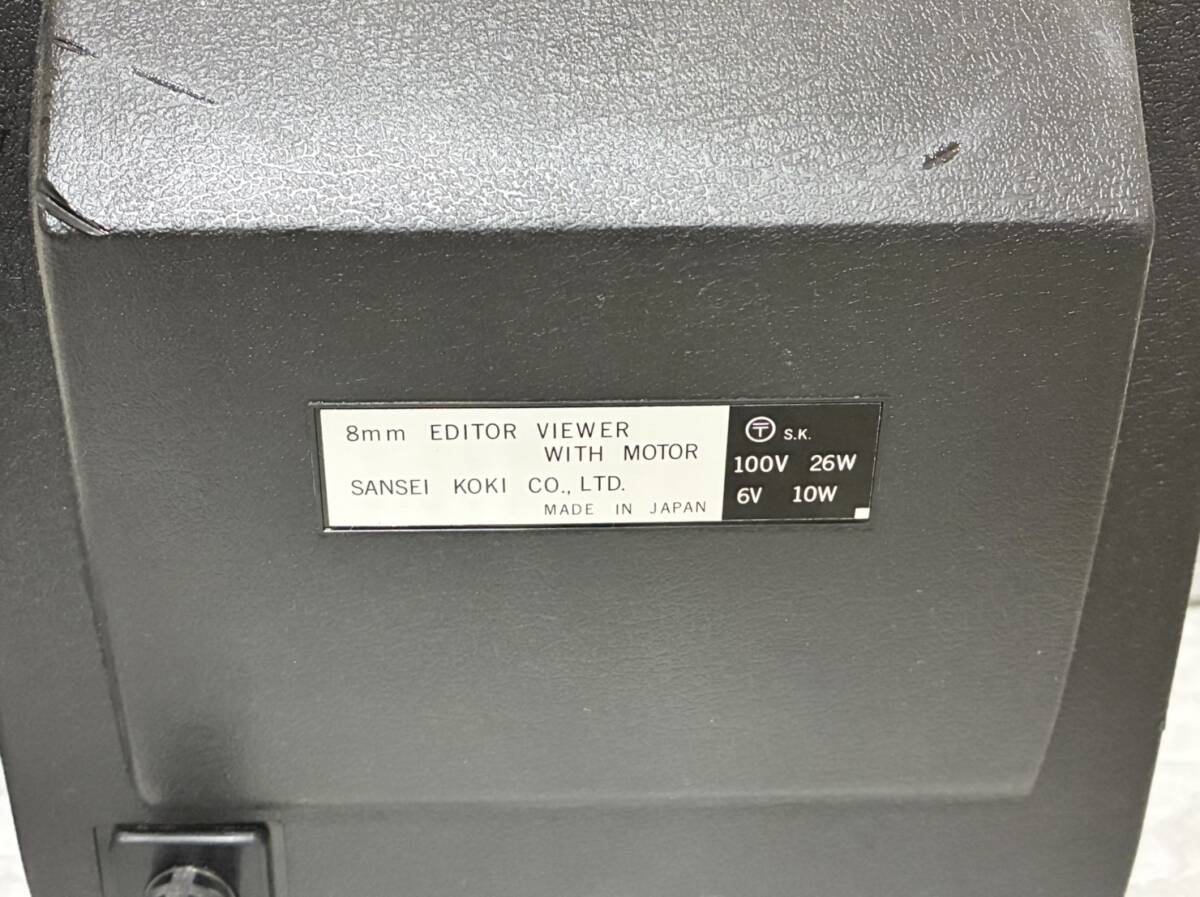 8mm EDITOR VIEWER
WITH MOTOR
SANSEI KOKI CO., LTD.
MADE IN JAPAN
〶 S.K.
100V 26W
6V 10W